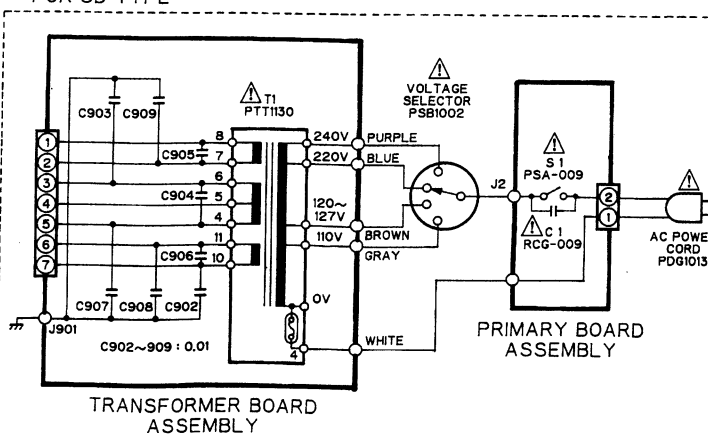 C903
C909
T1
PTT1130
VOLTAGE
SELECTOR
PSB1002
1
2
3
4
5
6
7
C905
C904
C906
C907
C908
C902
8
7
6
5
4
11
10
240V
220V
120~
127V
110V
0V
4
PURPLE
BLUE
BROWN
GRAY
WHITE
J2
S1
PSA-009
C1
RCG-009
2
1
AC POWE
CORD
PDG1013
J901
C902~909 : 0.01
TRANSFORMER BOARD
ASSEMBLY
PRIMARY BOARD
ASSEMBLY